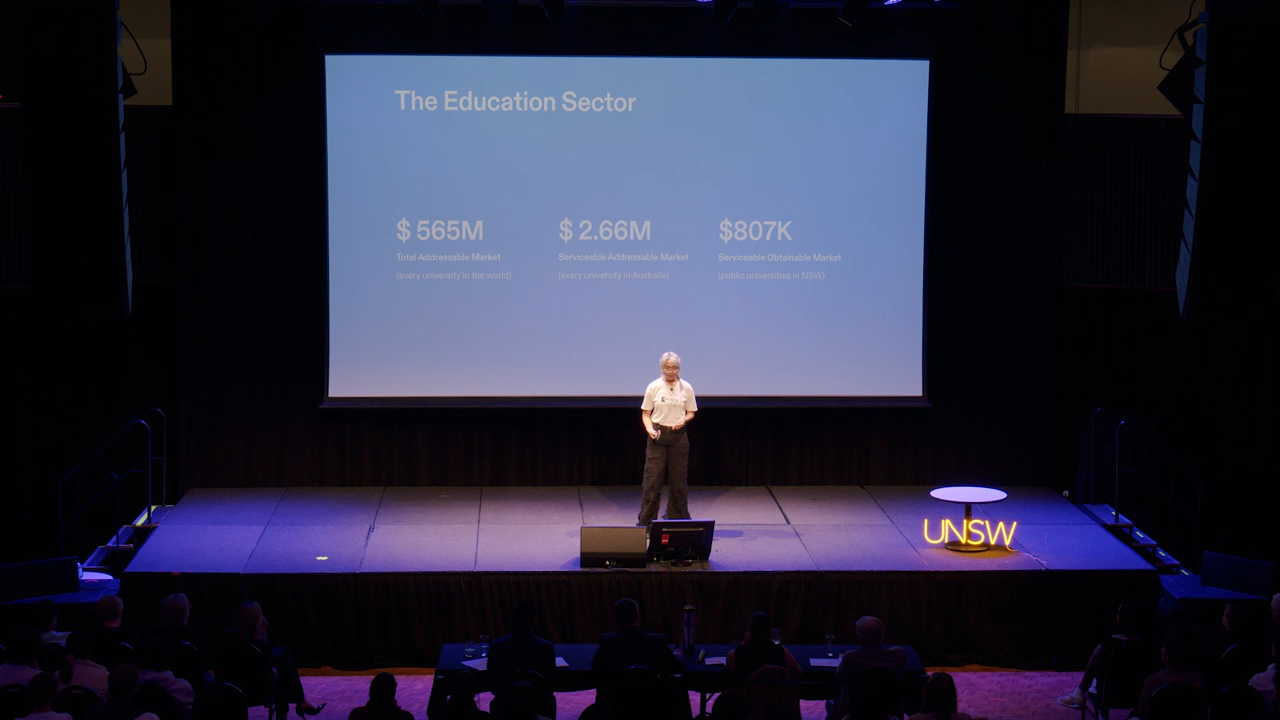 The Education Sector
$ 565M
Total Addressable Market
(every university in the world)
$ 2.66M
Serviceable Addressable Market
(every university in Australia)
$807K
Serviceable Obtainable Market
(public universities in NSW)
UNSW